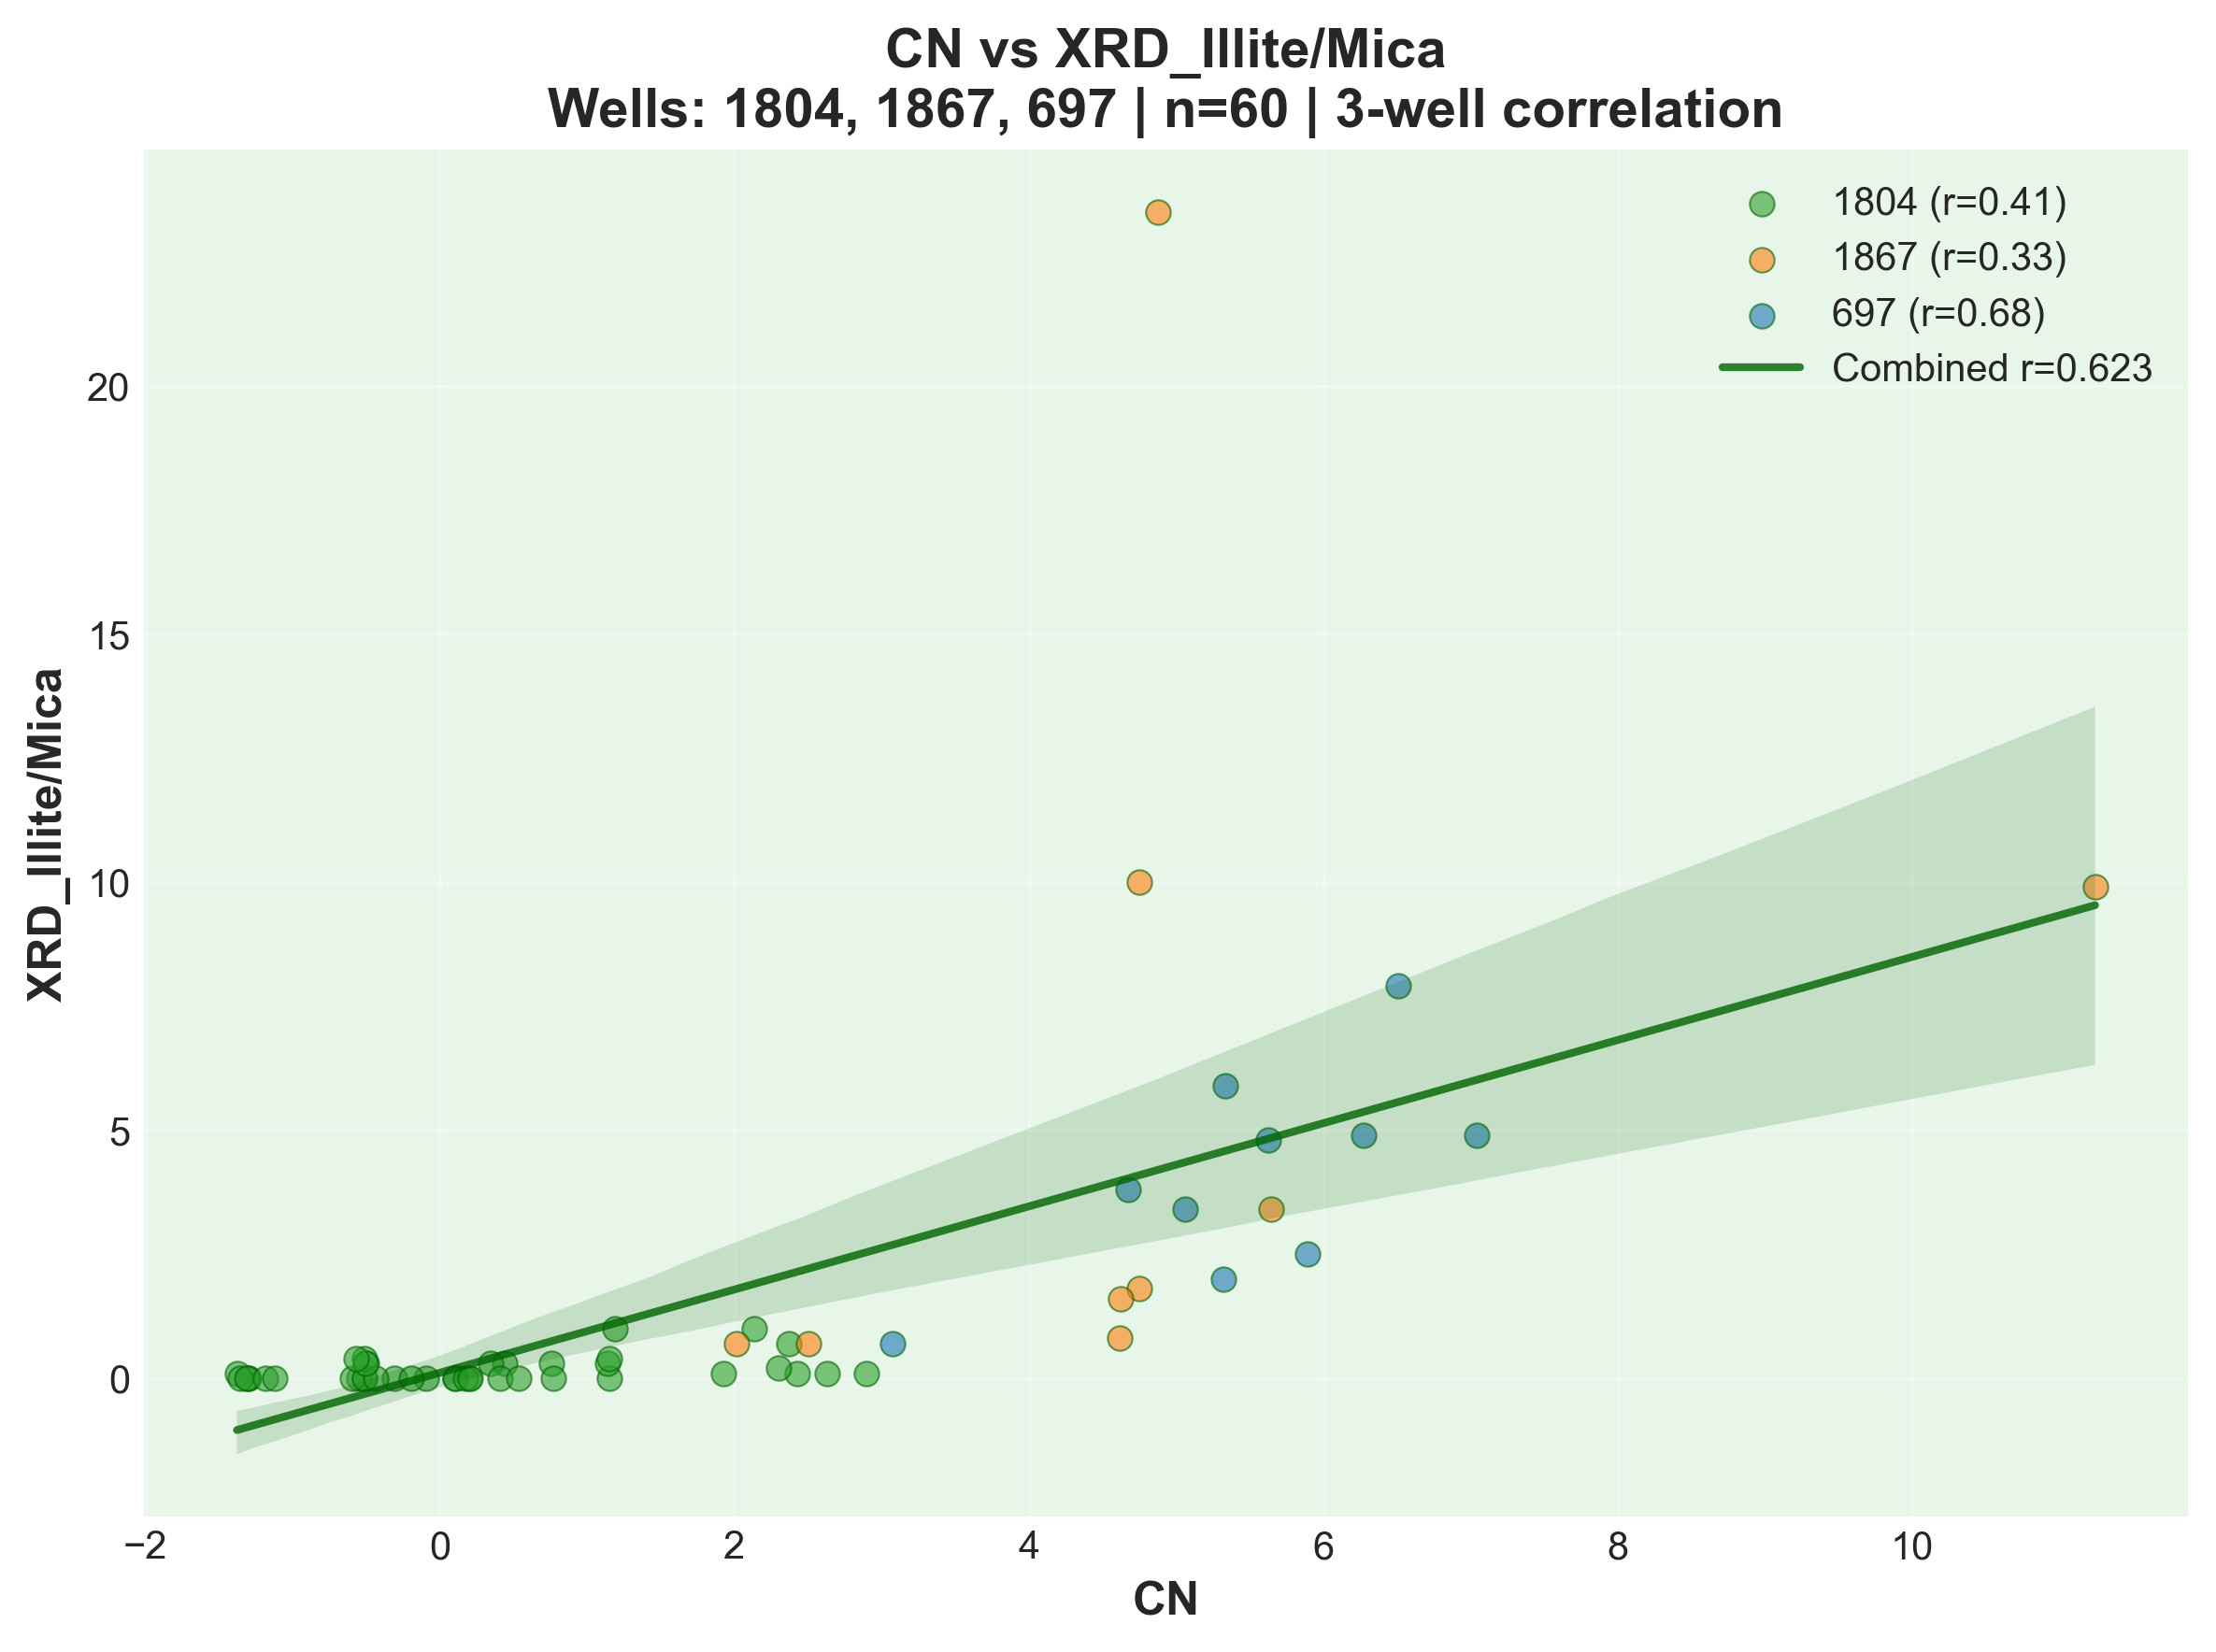 CN vs XRD_Illite/Mica
Wells: 1804, 1867, 697 | n=60 | 3-well correlation
1804 (r=0.41)
1867 (r=0.33)
697 (r=0.68)
Combined r=0.623
XRD_Illite/Mica
20
15
10
5
0
−2
0
2
4
6
8
10
CN